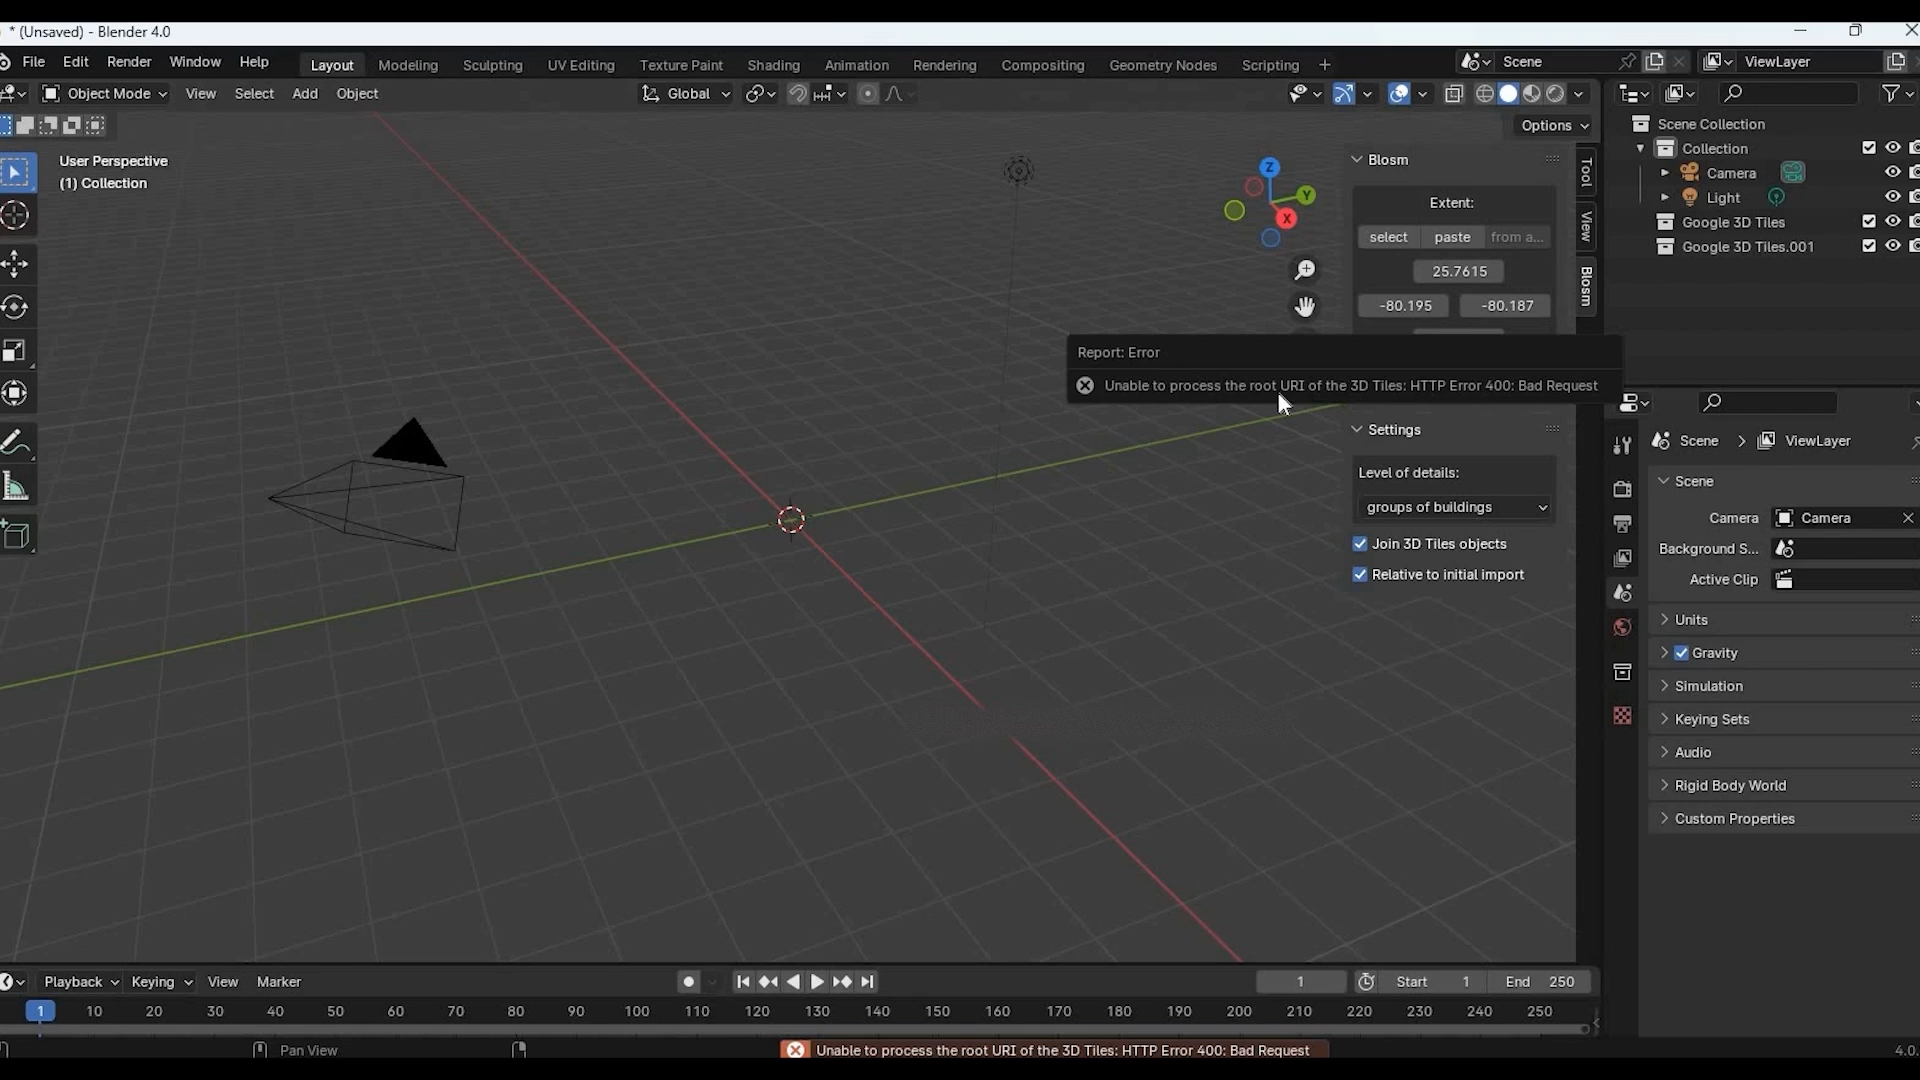 * (Unsaved) - Blender 4.0
File Edit Render Window Help
Layout Modeling Sculpting UV Editing Texture Paint Shading Animation Rendering Compositing Geometry Nodes Scripting +
Scene
ViewLayer
Object Mode View Select Add Object
Global
Options
User Perspective
(1) Collection
Z
Y
X
Blosm
Extent:
select paste from a...
25.7615
-80.195 -80.187
Tool
View
Blosm
Report: Error
Unable to process the root URI of the 3D Tiles: HTTP Error 400: Bad Request
Settings
Level of details:
groups of buildings
Join 3D Tiles objects
Relative to initial import
Scene Collection
Collection
Camera
Light
Google 3D Tiles
Google 3D Tiles.001
Scene > ViewLayer
Scene
Camera Camera
Background S...
Active Clip
Units
Gravity
Simulation
Keying Sets
Audio
Rigid Body World
Custom Properties
Playback Keying View Marker
1 Start 1 End 250
1 10 20 30 40 50 60 70 80 90 100 110 120 130 140 150 160 170 180 190 200 210 220 230 240 250
Pan View
Unable to process the root URI of the 3D Tiles: HTTP Error 400: Bad Request
4.0.